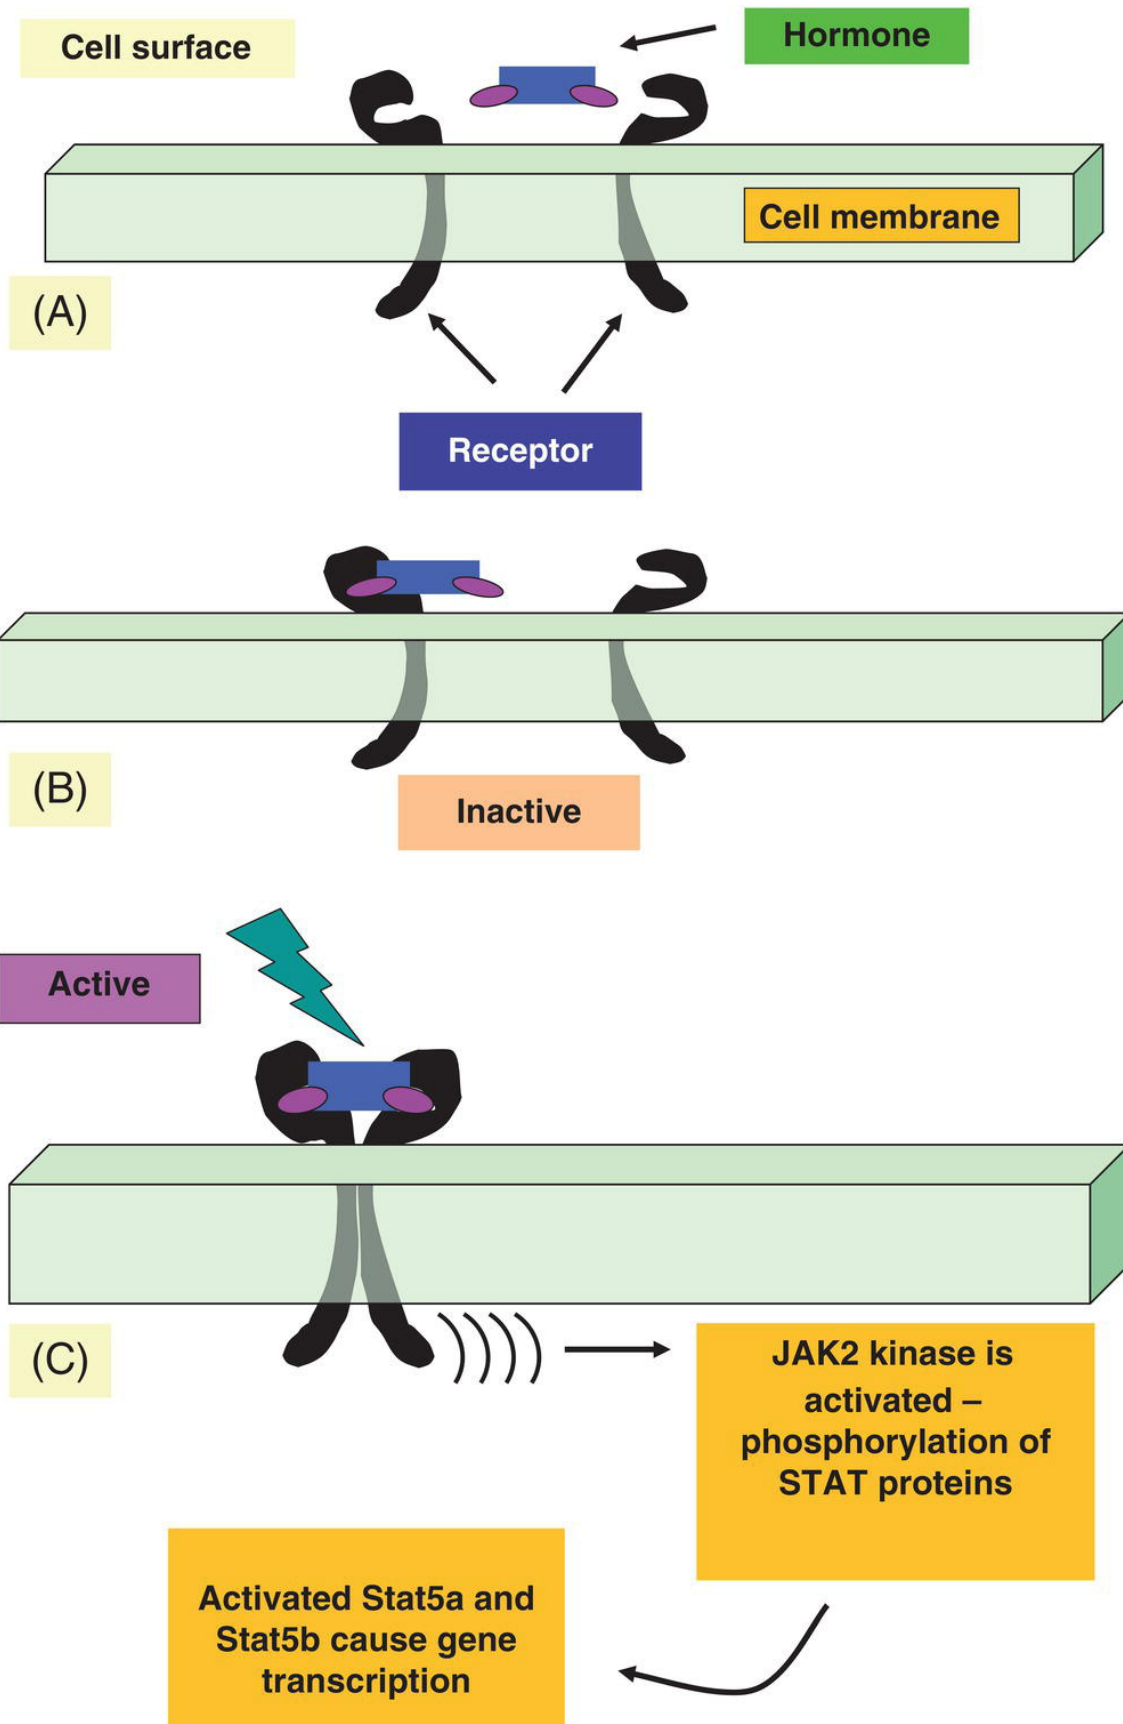 Cell surface
Hormone
Cell membrane
(A)
Receptor
(B)
Inactive
Active
(C)
JAK2 kinase is
activated –
phosphorylation of
STAT proteins
Activated Stat5a and
Stat5b cause gene
transcription